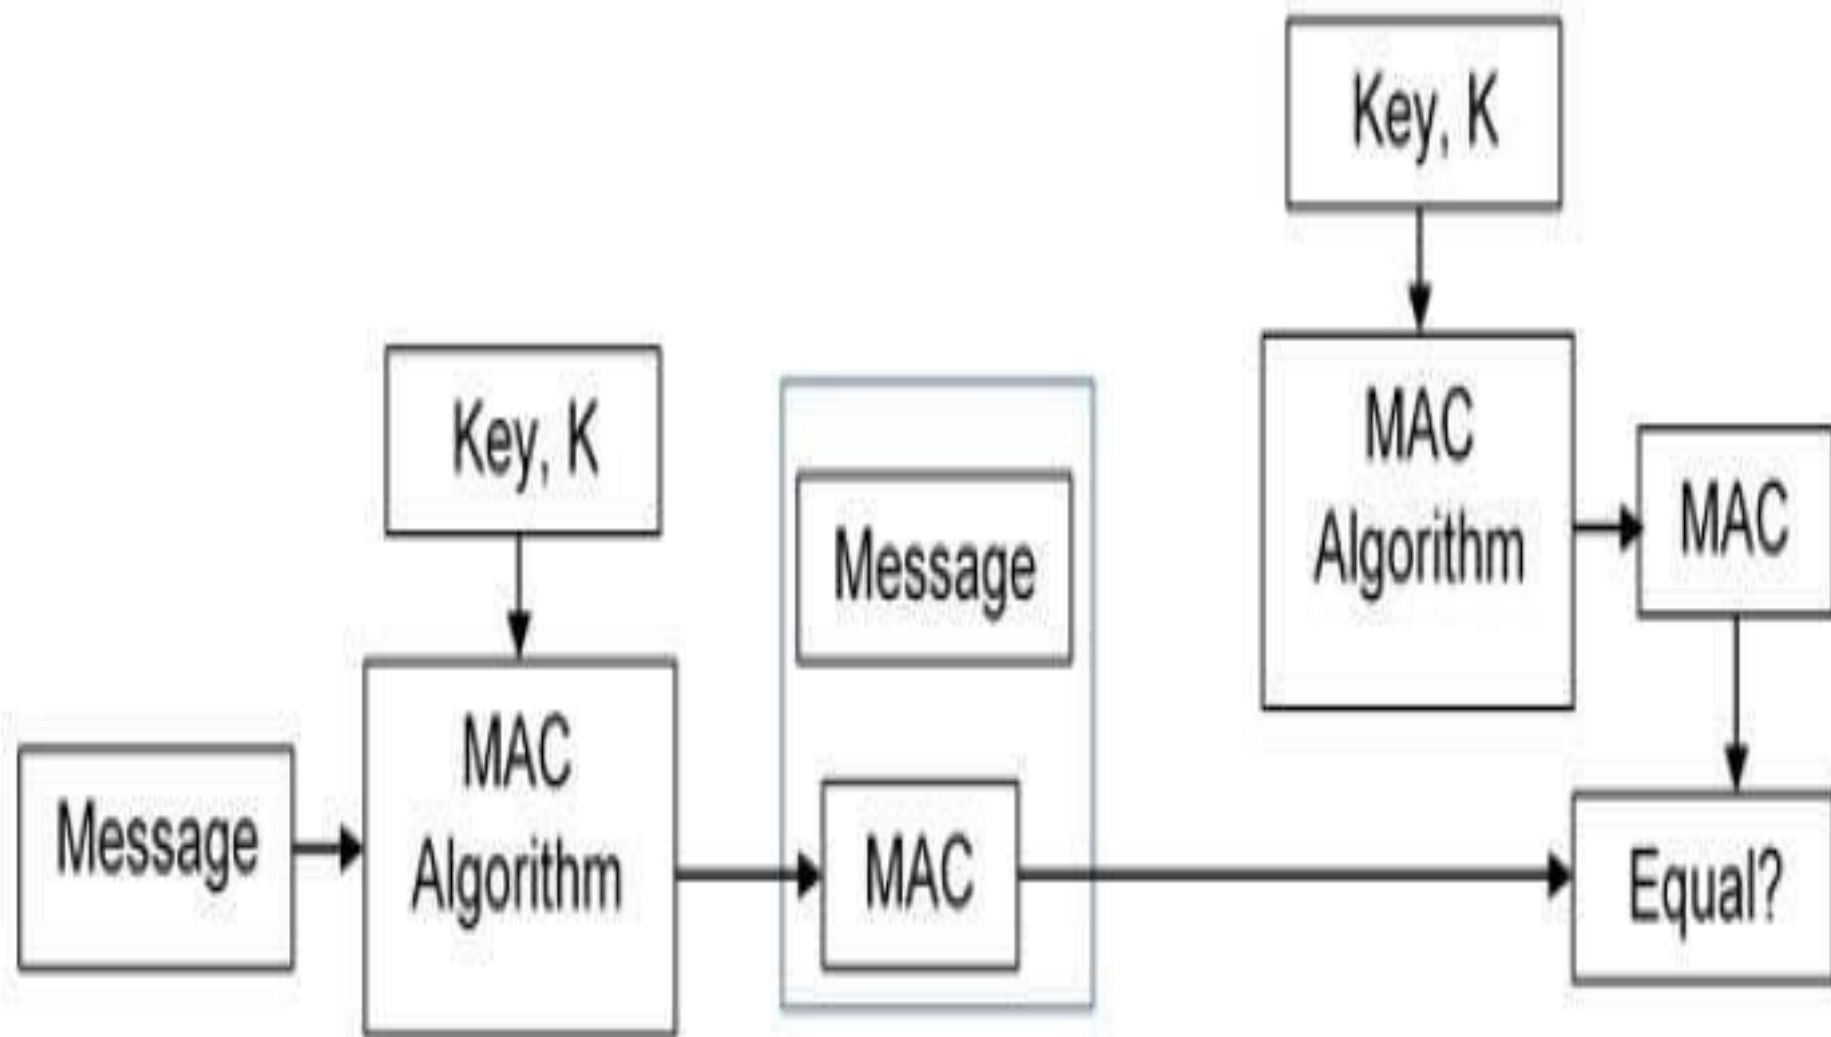 Key, K
Key, K
MAC
Algorithm
MAC
Message
Message
MAC
Algorithm
MAC
Equal?